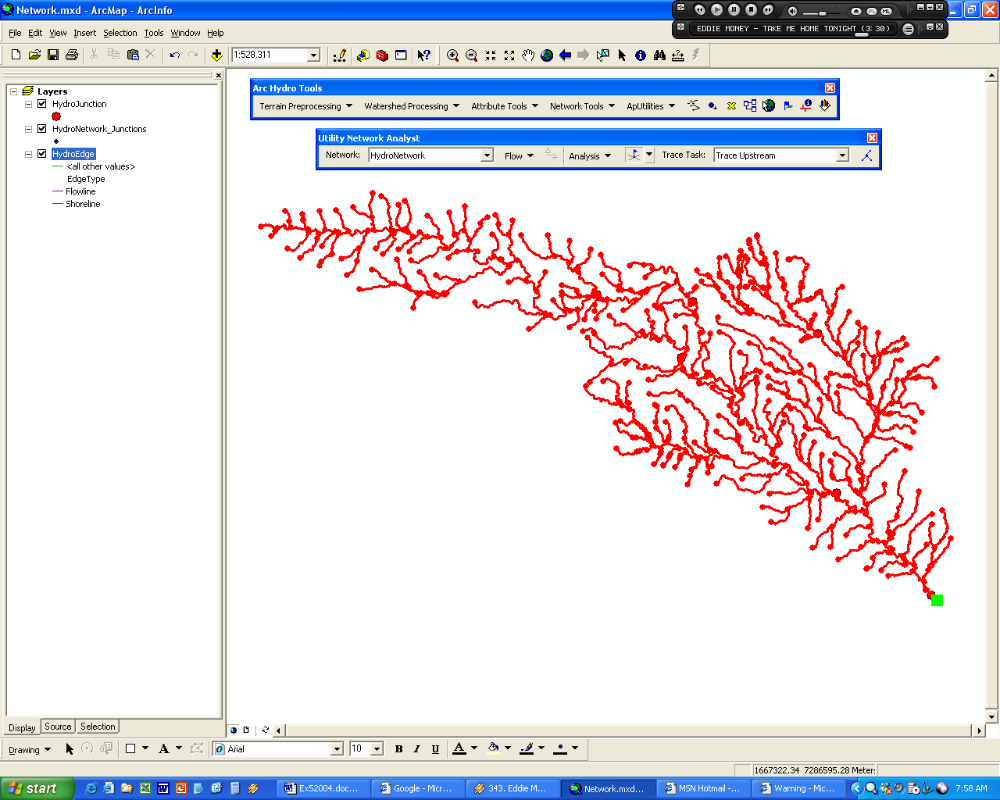 Network.mxd - ArcMap - ArcInfo
PL ML
EDDIE MONEY - TAKE ME HOME TONIGHT (3:30)
File Edit View Insert Selection Tools Window Help
1:528,311
Layers
HydroJunction
HydroNetwork_Junctions
HydroEdge
<all other values>
EdgeType
Flowline
Shoreline
Arc Hydro Tools
Terrain Preprocessing Watershed Processing Attribute Tools Network Tools ApUtilities
Utility Network Analyst
Network: HydroNetwork Flow Analysis Trace Task: Trace Upstream
Display Source Selection
Drawing A Arial 10 B I U A
1667322.34 7286595.28 Meters
start Ex52004.doc... Google - Micr... 343. Eddie M... Network.mxd... MSN Hotmail -... Warning - Mic... 7:58 AM